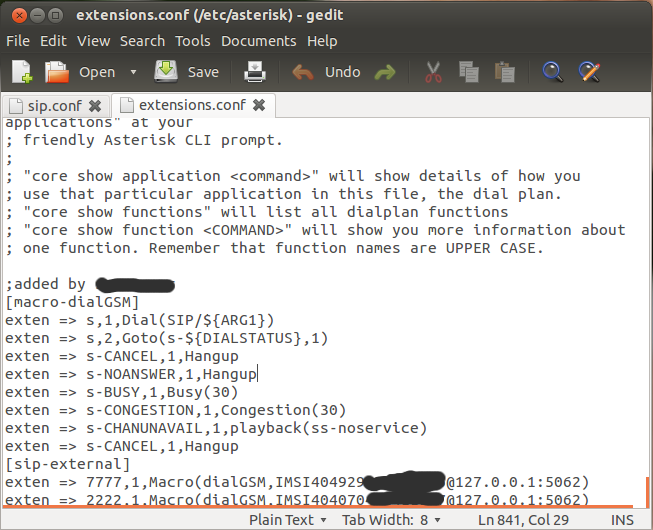 extensions.conf (/etc/asterisk) - gedit
File Edit View Search Tools Documents Help
Open Save Undo
sip.conf extensions.conf
applications" at your
; friendly Asterisk CLI prompt.
;
; "core show application <command>" will show details of how you
; use that particular application in this file, the dial plan.
; "core show functions" will list all dialplan functions
; "core show function <COMMAND>" will show you more information about
; one function. Remember that function names are UPPER CASE.
;added by
[macro-dialGSM]
exten => s,1,Dial(SIP/${ARG1})
exten => s,2,Goto(s-${DIALSTATUS},1)
exten => s-CANCEL,1,Hangup
exten => s-NOANSWER,1,Hangup
exten => s-BUSY,1,Busy(30)
exten => s-CONGESTION,1,Congestion(30)
exten => s-CHANUNAVAIL,1,playback(ss-noservice)
exten => s-CANCEL,1,Hangup
[sip-external]
exten => 7777,1,Macro(dialGSM,IMSI404929 @127.0.0.1:5062)
exten => 2222,1,Macro(dialGSM,IMSI404070 @127.0.0.1:5062)
Plain Text Tab Width: 8 Ln 841, Col 29 INS